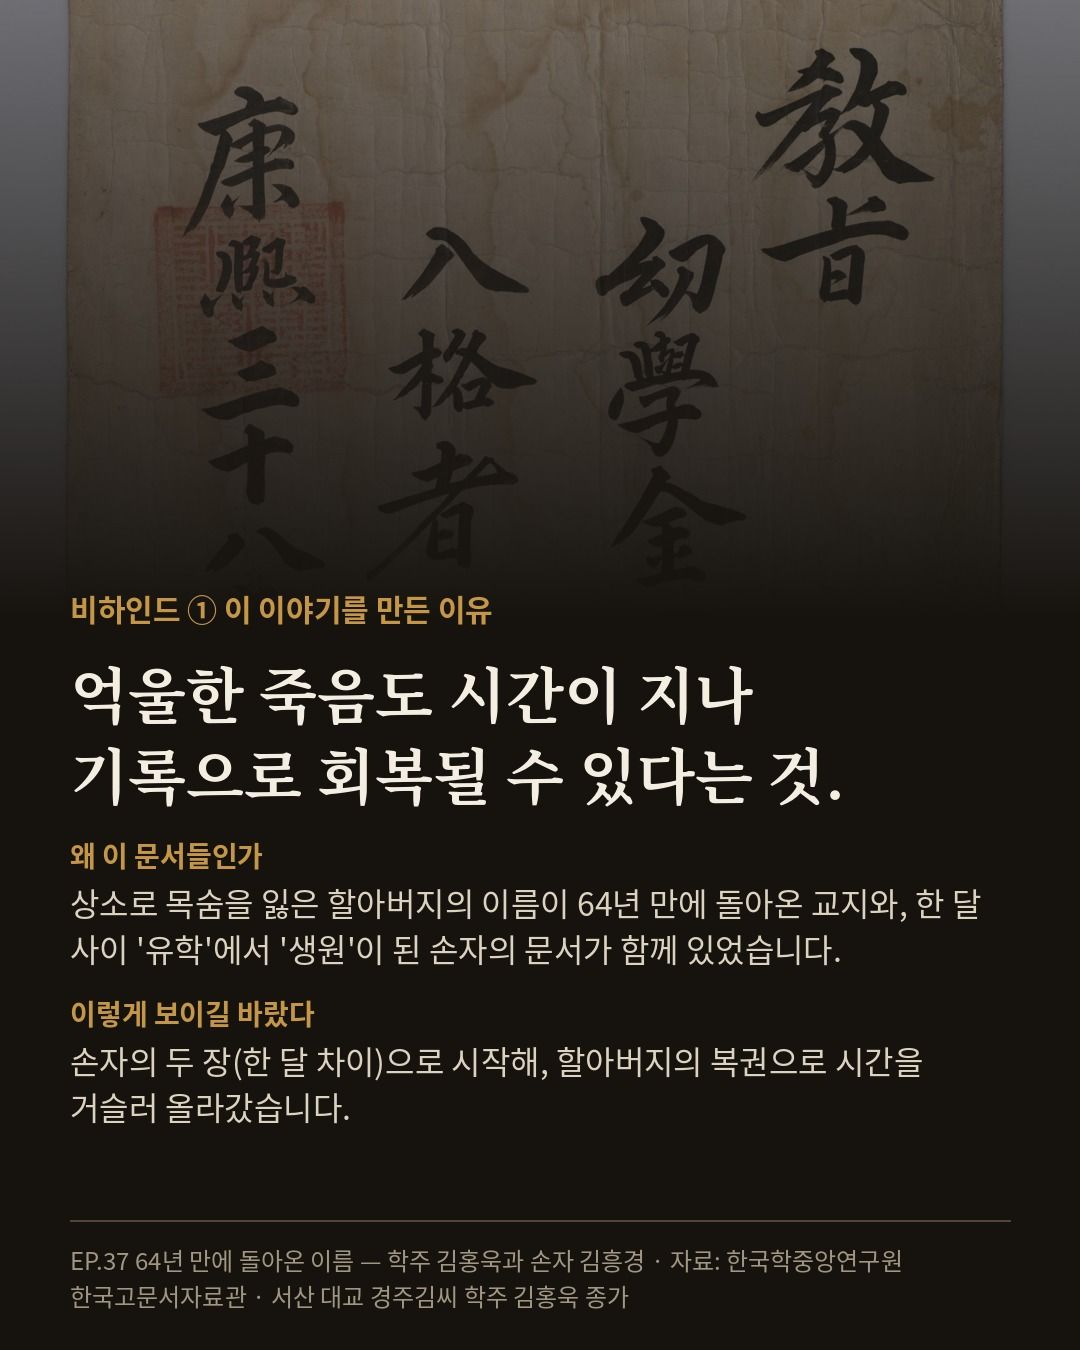 教旨
幼學金
入格者
康熙三十八
비하인드 ① 이 이야기를 만든 이유
억울한 죽음도 시간이 지나
기록으로 회복될 수 있다는 것.
왜 이 문서들인가
상소로 목숨을 잃은 할아버지의 이름이 64년 만에 돌아온 교지와, 한 달
사이 '유학'에서 '생원'이 된 손자의 문서가 함께 있었습니다.
이렇게 보이길 바랐다
손자의 두 장(한 달 차이)으로 시작해, 할아버지의 복권으로 시간을
거슬러 올라갔습니다.
EP.37 64년 만에 돌아온 이름 — 학주 김홍욱과 손자 김흥경 · 자료: 한국학중앙연구원
한국고문서자료관 · 서산 대교 경주김씨 학주 김홍욱 종가